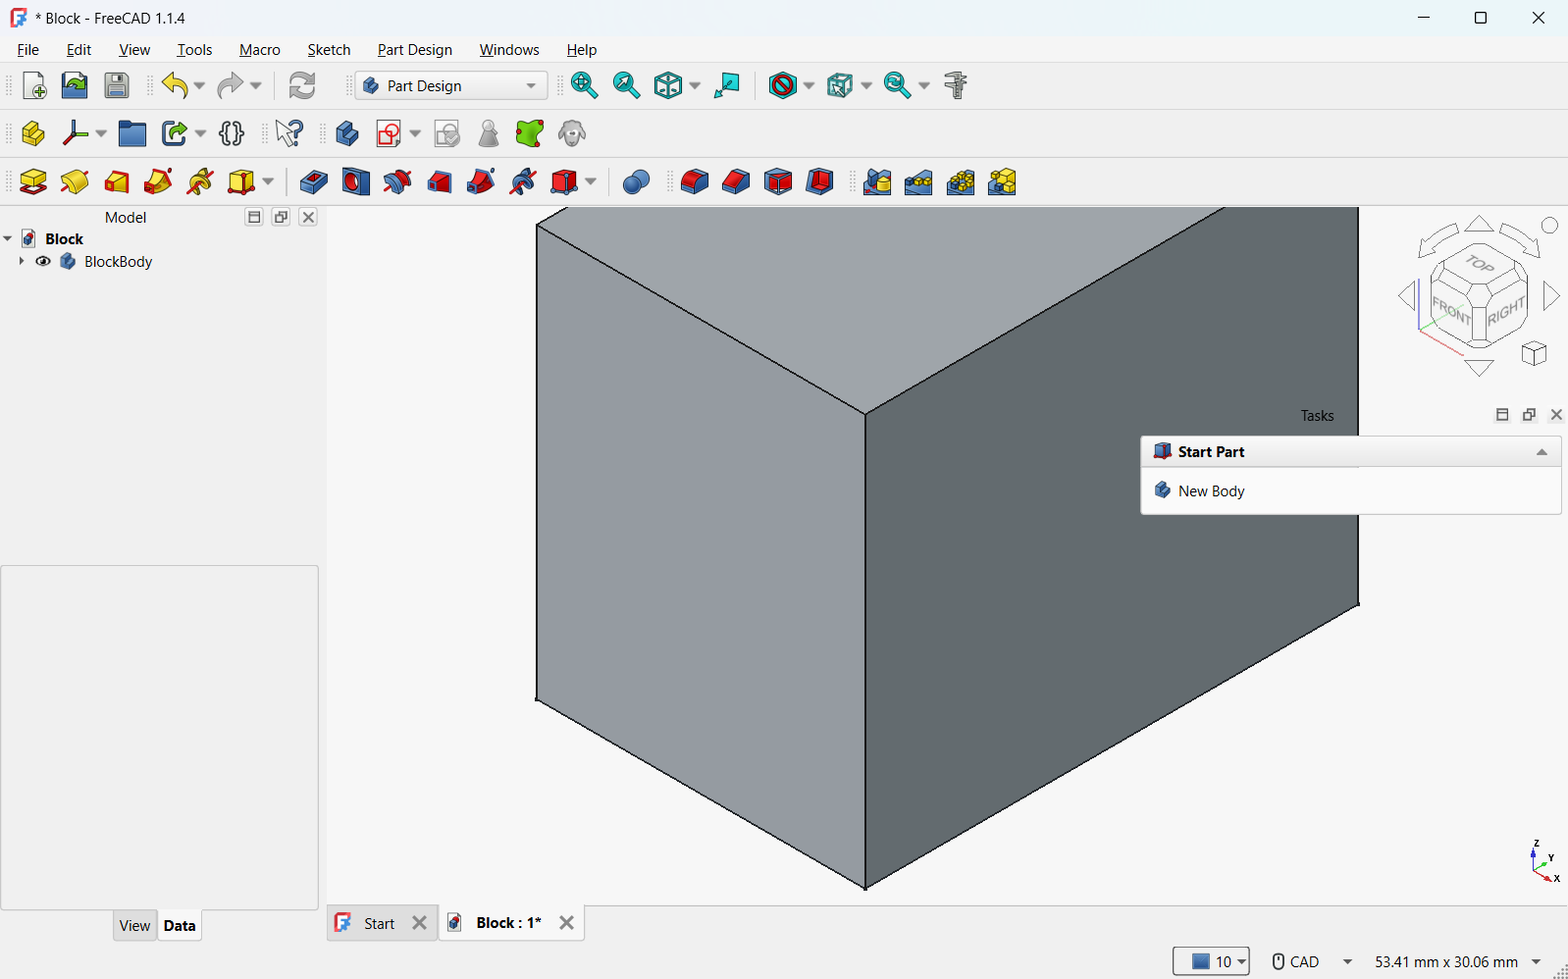 * Block - FreeCAD 1.1.4
File Edit View Tools Macro Sketch Part Design Windows Help
Part Design
Model
Block
BlockBody
TOP
FRONT
RIGHT
Tasks
Start Part
New Body
Z
Y
X
View Data
Start
Block : 1*
10
CAD
53.41 mm x 30.06 mm